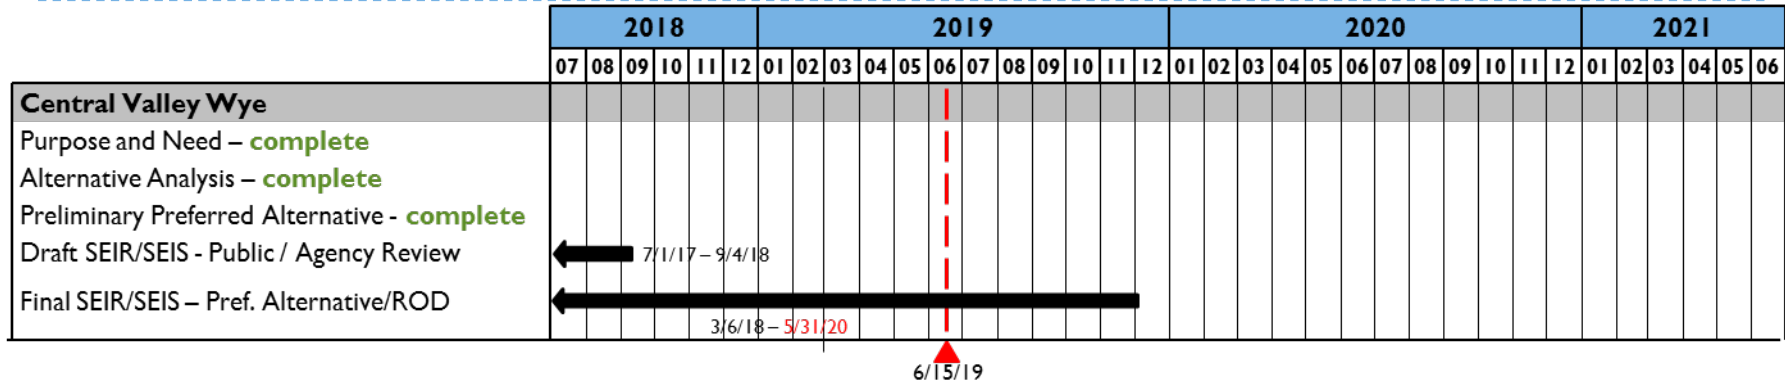 2018 2019 2020 2021
07 08 09 10 11 12 01 02 03 04 05 06 07 08 09 10 11 12 01 02 03 04 05 06 07 08 09 10 11 12 01 02 03 04 05 06
Central Valley Wye
Purpose and Need – complete
Alternative Analysis – complete
Preliminary Preferred Alternative - complete
Draft SEIR/SEIS - Public / Agency Review 7/1/17 – 9/4/18
Final SEIR/SEIS – Pref. Alternative/ROD
3/6/18 – 5/31/20
6/15/19